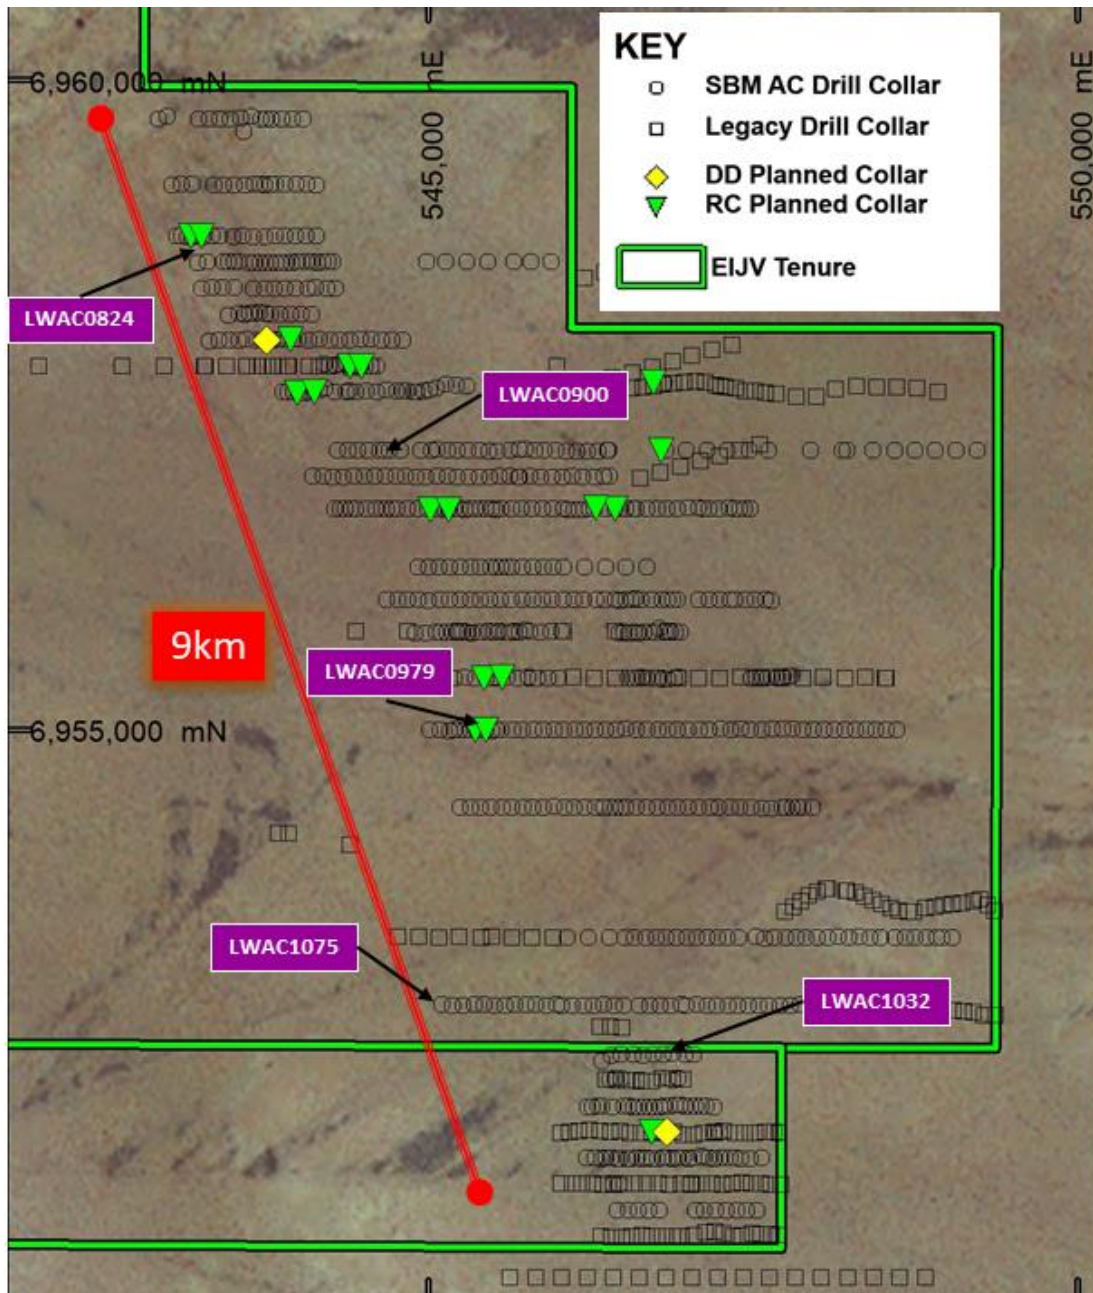 KEY
SBM AC Drill Collar
Legacy Drill Collar
DD Planned Collar
RC Planned Collar
EIJV Tenure
6,960,000 mN
545,000 mE
550,000 mE
LWAC0824
LWAC0900
9km
LWAC0979
6,955,000 mN
LWAC1075
LWAC1032